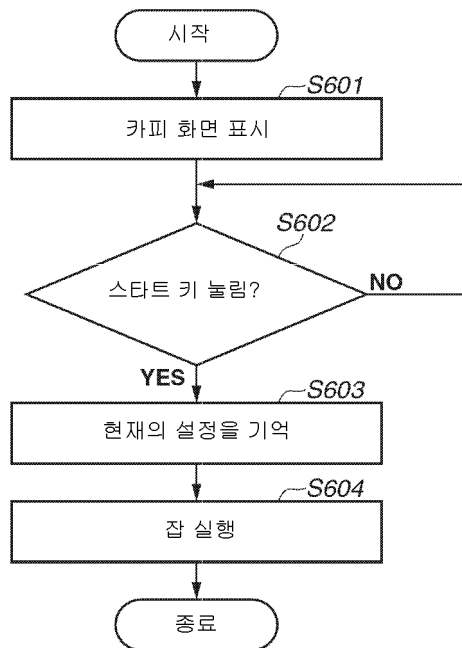 시작
S601
카피 화면 표시
S602
스타트 키 눌림?
NO
YES
S603
현재의 설정을 기억
S604
잡 실행
종료